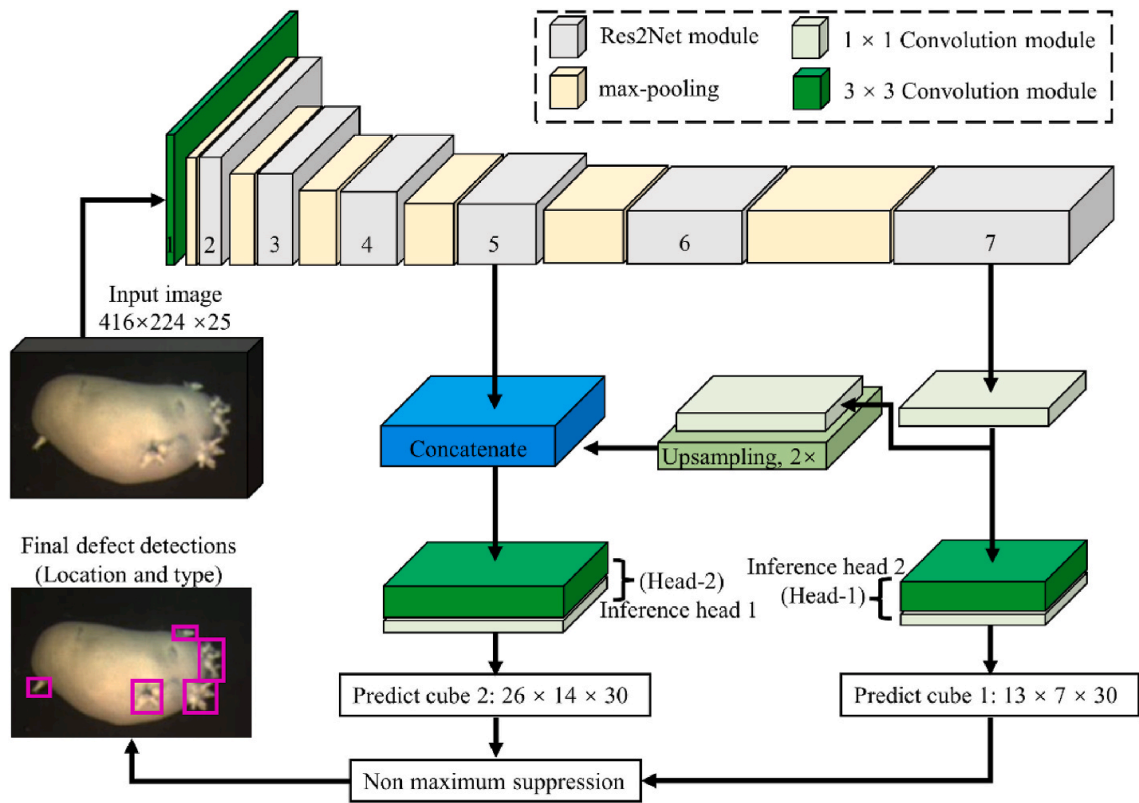 Res2Net module
1 × 1 Convolution module
max-pooling
3 × 3 Convolution module
1
2
3
4
5
6
7
Input image
416×224 ×25
Concatenate
Upsampling, 2×
Final defect detections
(Location and type)
(Head-2)
Inference head 1
Inference head 2
(Head-1)
Predict cube 2: 26 × 14 × 30
Predict cube 1: 13 × 7 × 30
Non maximum suppression